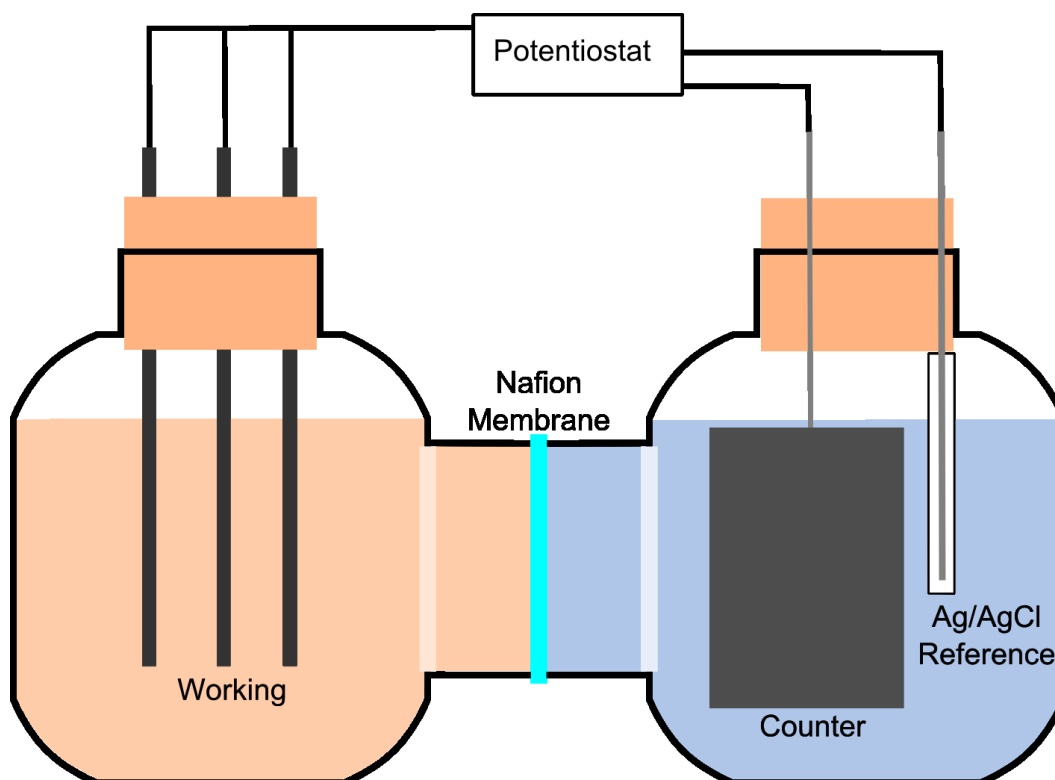 Potentiostat
Nafion
Membrane
Working
Counter
Ag/AgCl
Reference